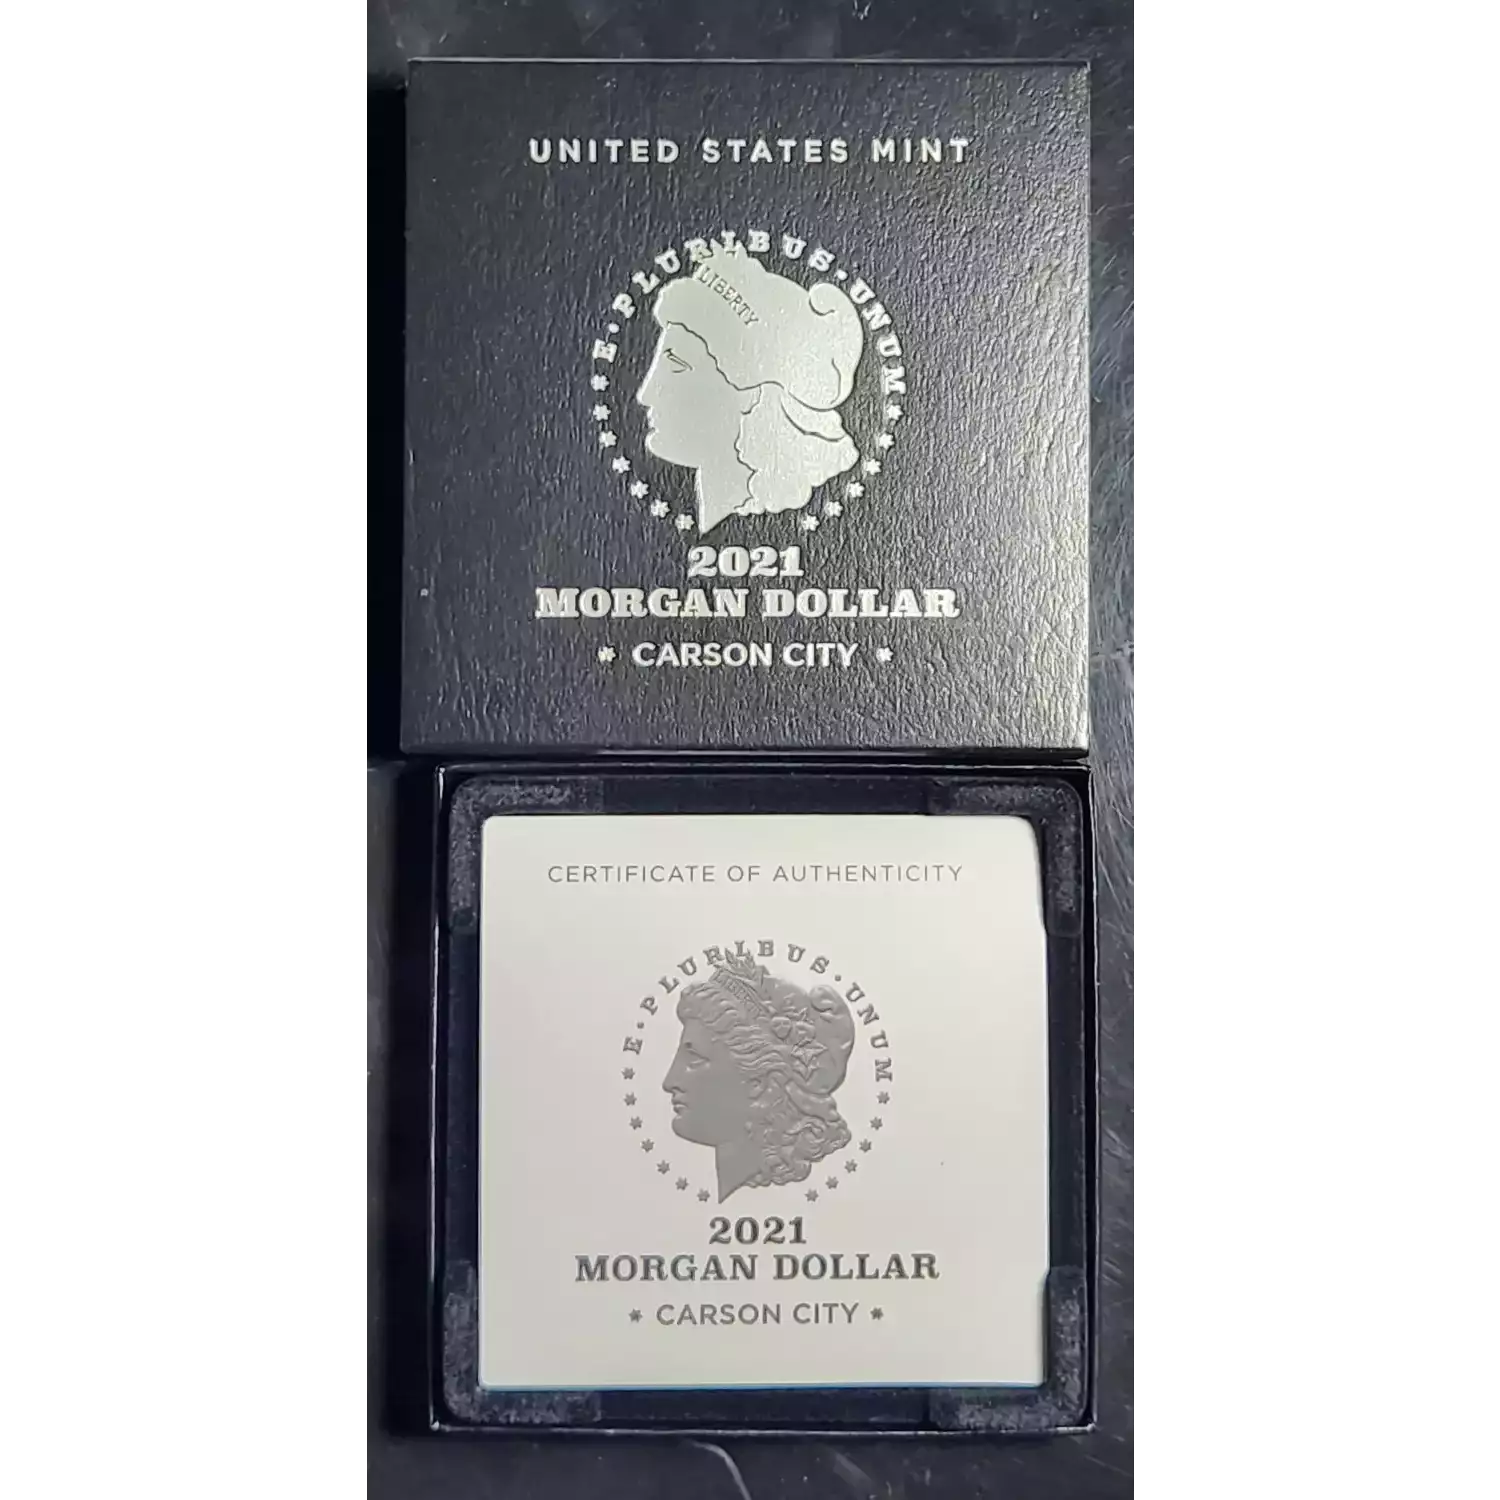 UNITED STATES MINT
E · PLURIBUS · UNUM
LIBERTY
2021
MORGAN DOLLAR
* CARSON CITY *
CERTIFICATE OF AUTHENTICITY
E · PLURIBUS · UNUM
LIBERTY
2021
MORGAN DOLLAR
* CARSON CITY *